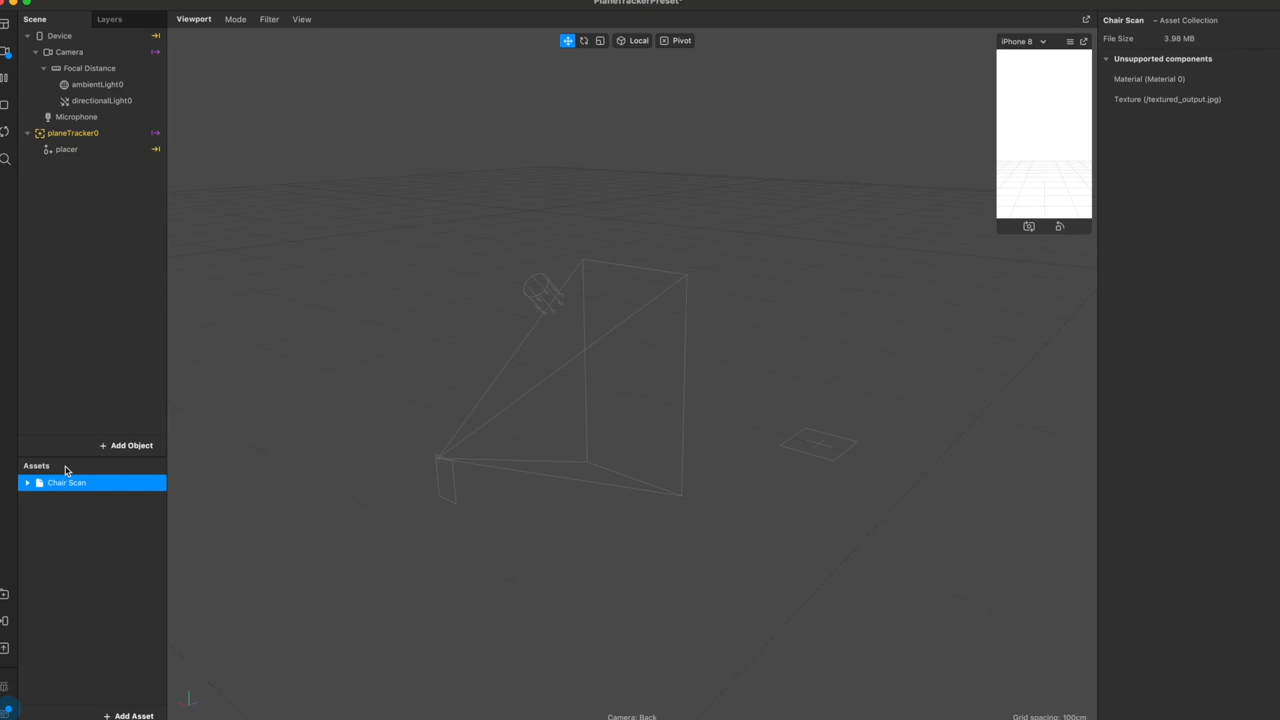 PlaneTrackerPreset*
Scene
Layers
Device
Camera
Focal Distance
ambientLight0
directionalLight0
Microphone
planeTracker0
placer
+ Add Object
Assets
Chair Scan
+ Add Asset
Viewport
Mode
Filter
View
Local
Pivot
iPhone 8
Camera: Back
Grid spacing: 100cm
Chair Scan – Asset Collection
File Size 3.98 MB
Unsupported components
Material (Material 0)
Texture (/textured_output.jpg)